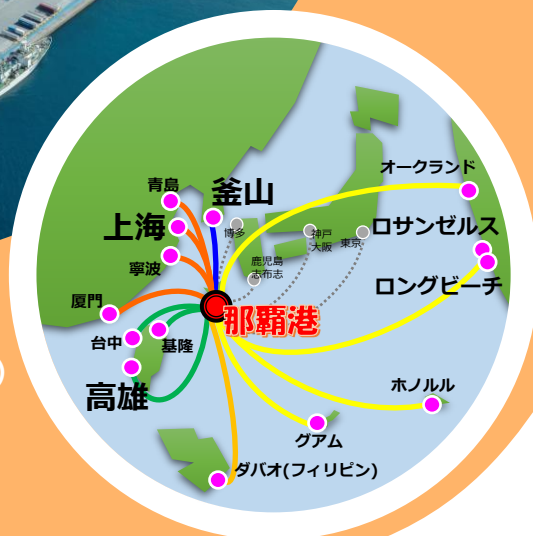 青島
釜山
オークランド
上海
博多
神戸
大阪
東京
ロサンゼルス
寧波
鹿児島
志布志
ロングビーチ
厦門
那覇港
台中
基隆
高雄
ホノルル
グアム
ダバオ(フィリピン)